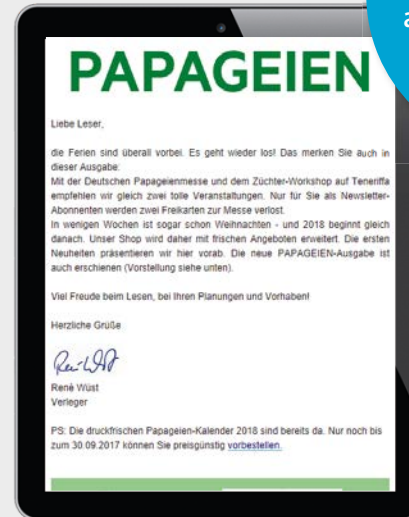 a
PAPAGEIEN
Liebe Leser,
die Ferien sind überall vorbei. Es geht wieder los! Das merken Sie auch in
dieser Ausgabe:
Mit der Deutschen Papageienmesse und dem Züchter-Workshop auf Teneriffa
empfehlen wir gleich zwei tolle Veranstaltungen. Nur für Sie als Newsletter-
Abonnenten werden zwei Freikarten zur Messe verlost.
In wenigen Wochen ist sogar schon Weihnachten - und 2018 beginnt gleich
danach. Unser Shop wird daher mit frischen Angeboten erweitert. Die ersten
Neuheiten präsentieren wir hier vorab. Die neue PAPAGEIEN-Ausgabe ist
auch erschienen (Vorstellung siehe unten).
Viel Freude beim Lesen, bei Ihren Planungen und Vorhaben!
Herzliche Grüße
René Wüst
Verleger
PS: Die druckfrischen Papageien-Kalender 2018 sind bereits da. Nur noch bis
zum 30.09.2017 können Sie preisgünstig vorbestellen.